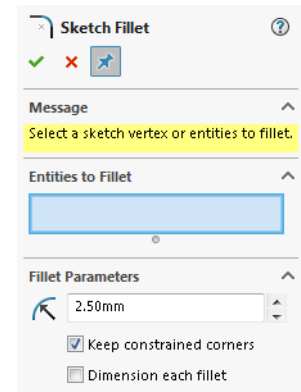 Sketch Fillet
Message
Select a sketch vertex or entities to fillet.
Entities to Fillet
Fillet Parameters
2.50mm
Keep constrained corners
Dimension each fillet